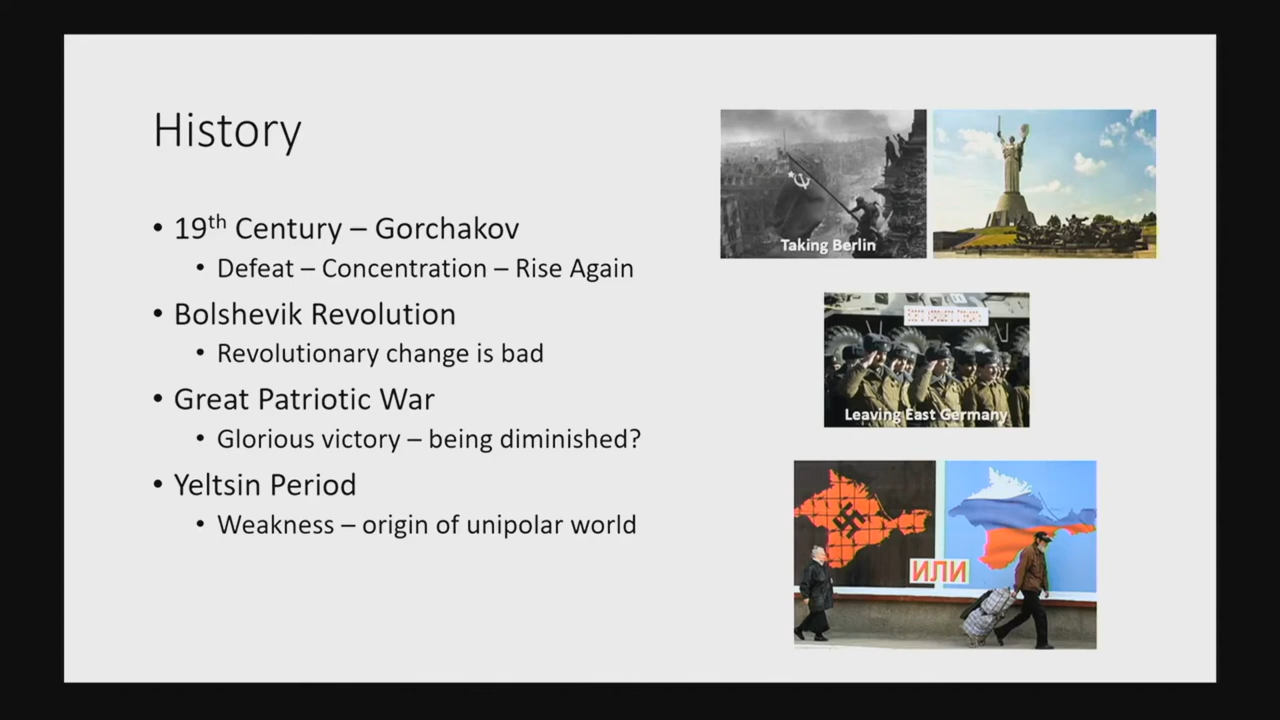 History
• 19th Century – Gorchakov
• Defeat – Concentration – Rise Again
• Bolshevik Revolution
• Revolutionary change is bad
• Great Patriotic War
• Glorious victory – being diminished?
• Yeltsin Period
• Weakness – origin of unipolar world
Taking Berlin
Leaving East Germany
ИЛИ